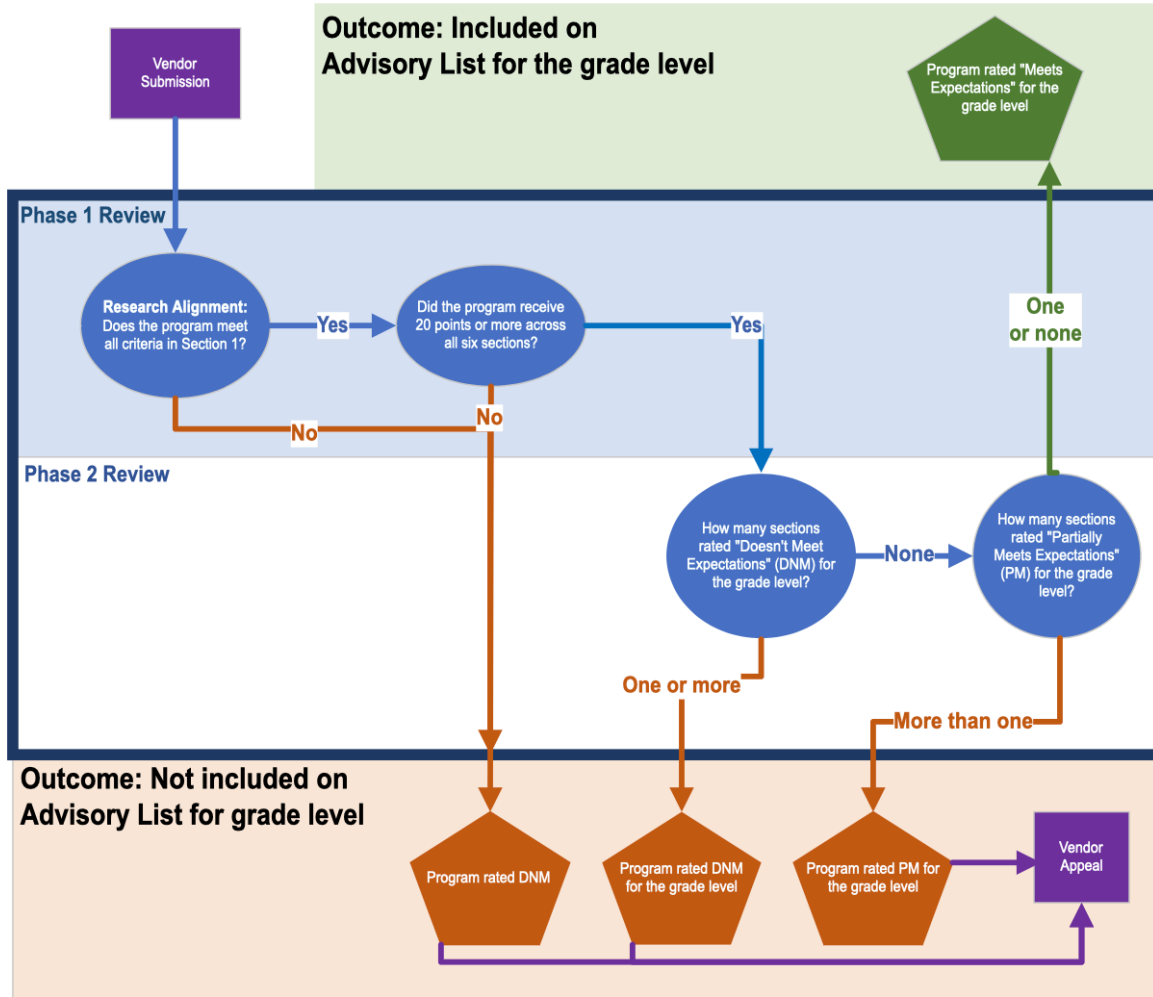 Vendor
Submission
Outcome: Included on
Advisory List for the grade level
Program rated "Meets
Expectations" for the
grade level
Phase 1 Review
Research Alignment:
Does the program meet
all criteria in Section 1?
Yes
Did the program receive
20 points or more across
all six sections?
Yes
One
or none
No
No
Phase 2 Review
How many sections
rated "Doesn't Meet
Expectations" (DNM) for
the grade level?
None
How many sections
rated "Partially
Meets Expectations"
(PM) for the grade
level?
One or more
More than one
Outcome: Not included on
Advisory List for grade level
Program rated DNM
Program rated DNM
for the grade level
Program rated PM for
the grade level
Vendor
Appeal